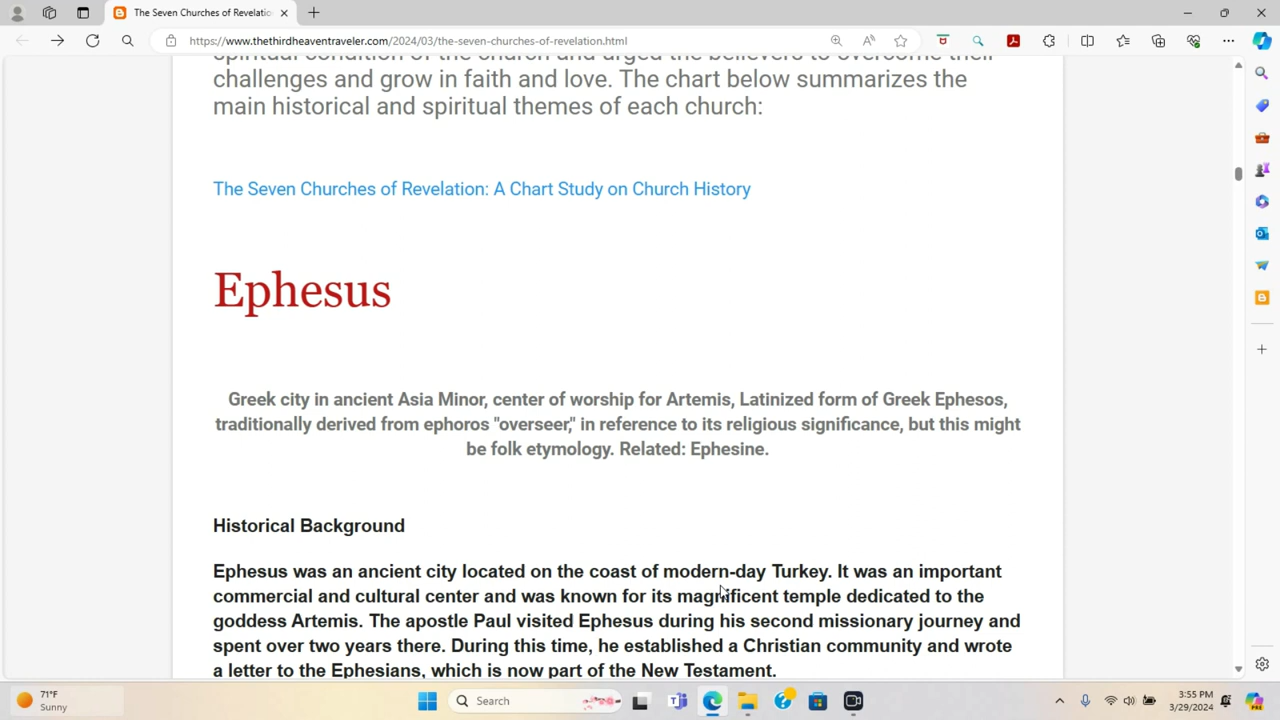 The Seven Churches of Revelatio
https://www.thethirdheaventraveler.com/2024/03/the-seven-churches-of-revelation.html
challenges and grow in faith and love. The chart below summarizes the
main historical and spiritual themes of each church:
The Seven Churches of Revelation: A Chart Study on Church History
Ephesus
Greek city in ancient Asia Minor, center of worship for Artemis, Latinized form of Greek Ephesos,
traditionally derived from ephoros "overseer," in reference to its religious significance, but this might
be folk etymology. Related: Ephesine.
Historical Background
Ephesus was an ancient city located on the coast of modern-day Turkey. It was an important
commercial and cultural center and was known for its magnificent temple dedicated to the
goddess Artemis. The apostle Paul visited Ephesus during his second missionary journey and
spent over two years there. During this time, he established a Christian community and wrote
a letter to the Ephesians, which is now part of the New Testament.
71°F
Sunny
Search
3:55 PM
3/29/2024